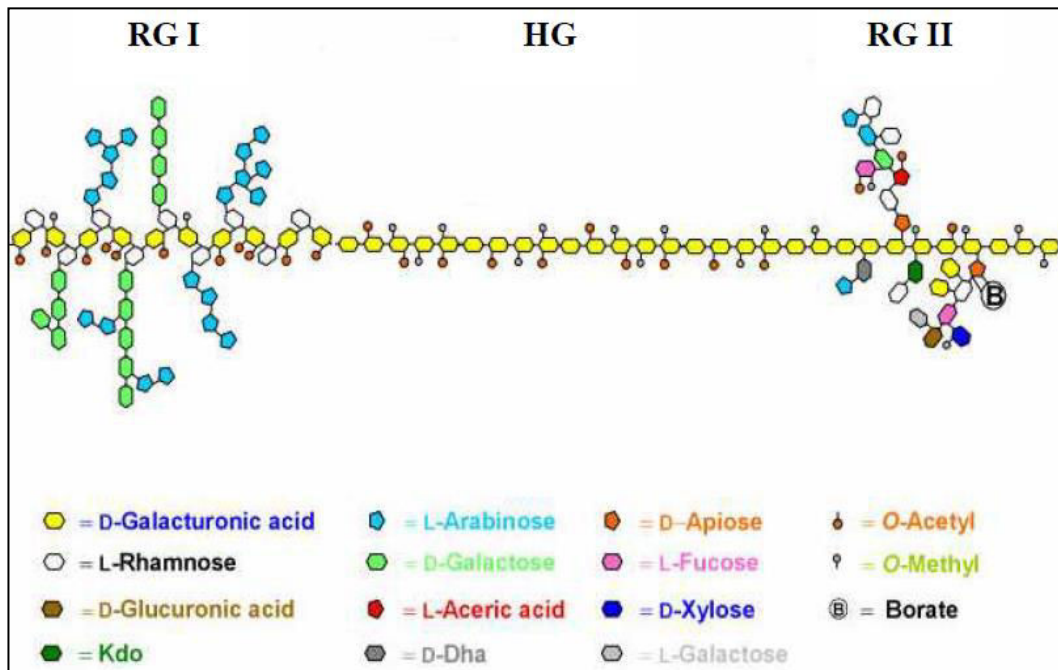 RG I HG RG II
B
= D-Galacturonic acid = L-Arabinose = D-Apiose = O-Acetyl
= L-Rhamnose = D-Galactose = L-Fucose = O-Methyl
= D-Glucuronic acid = L-Aceric acid = D-Xylose B = Borate
= Kdo = D-Dha = L-Galactose